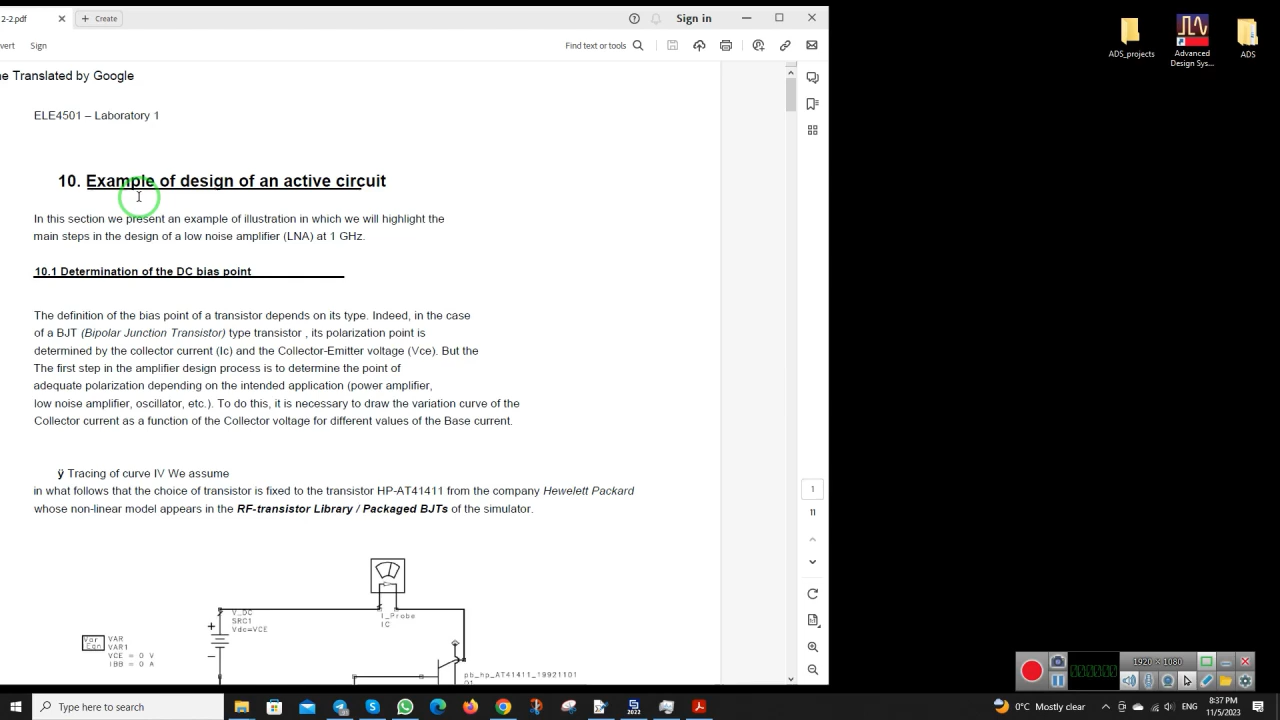 2-2.pdf
Create
Sign in
vert Sign
Find text or tools
ADS_projects
Advanced
Design Sys...
ADS
ne Translated by Google
ELE4501 – Laboratory 1
10. Example of design of an active circuit
In this section we present an example of illustration in which we will highlight the
main steps in the design of a low noise amplifier (LNA) at 1 GHz.
10.1 Determination of the DC bias point
The definition of the bias point of a transistor depends on its type. Indeed, in the case
of a BJT (Bipolar Junction Transistor) type transistor , its polarization point is
determined by the collector current (Ic) and the Collector-Emitter voltage (Vce). But the
The first step in the amplifier design process is to determine the point of
adequate polarization depending on the intended application (power amplifier,
low noise amplifier, oscillator, etc.). To do this, it is necessary to draw the variation curve of the
Collector current as a function of the Collector voltage for different values of the Base current.
ÿ Tracing of curve IV We assume
in what follows that the choice of transistor is fixed to the transistor HP-AT41411 from the company Hewelett Packard
whose non-linear model appears in the RF-transistor Library / Packaged BJTs of the simulator.
1
11
I_Probe
IC
V_DC
SRC1
Vdc=VCE
+
–
Var
Eqn
VAR
VAR1
VCE = 0 V
IBB = 0 A
pb_hp_AT41411_19921101
Q1
1920 × 1080
000000
Type here to search
2022
0°C Mostly clear
ENG
8:37 PM
11/5/2023